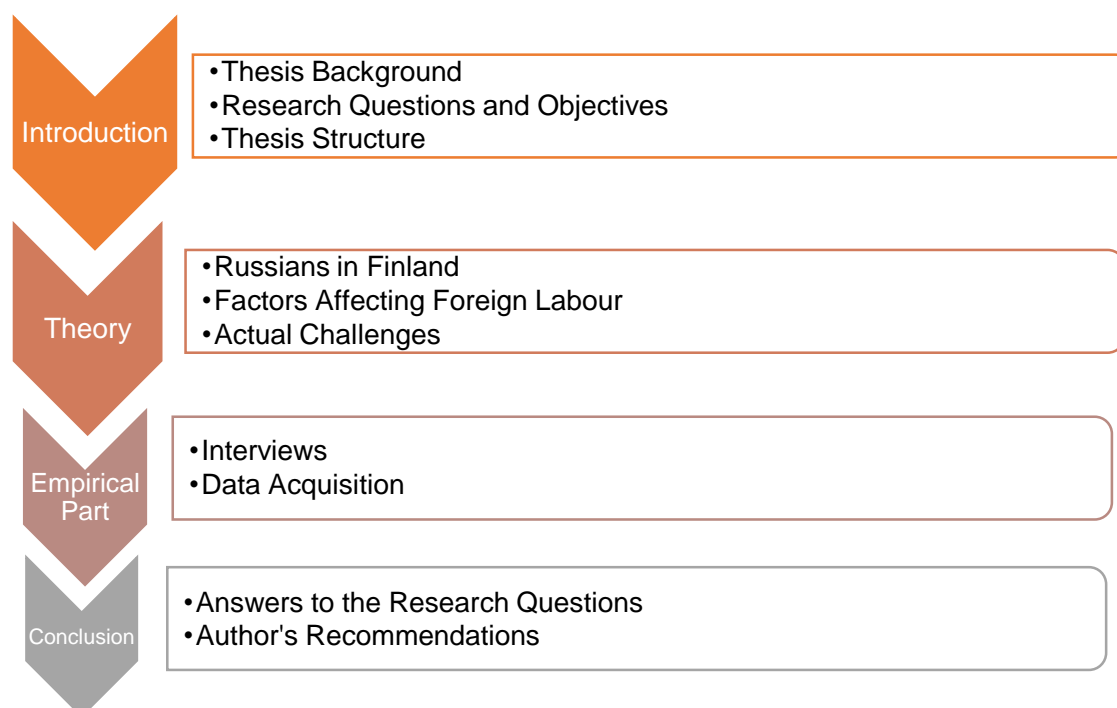 Introduction
•Thesis Background
•Research Questions and Objectives
•Thesis Structure
Theory
•Russians in Finland
•Factors Affecting Foreign Labour
•Actual Challenges
Empirical
Part
•Interviews
•Data Acquisition
Conclusion
•Answers to the Research Questions
•Author's Recommendations